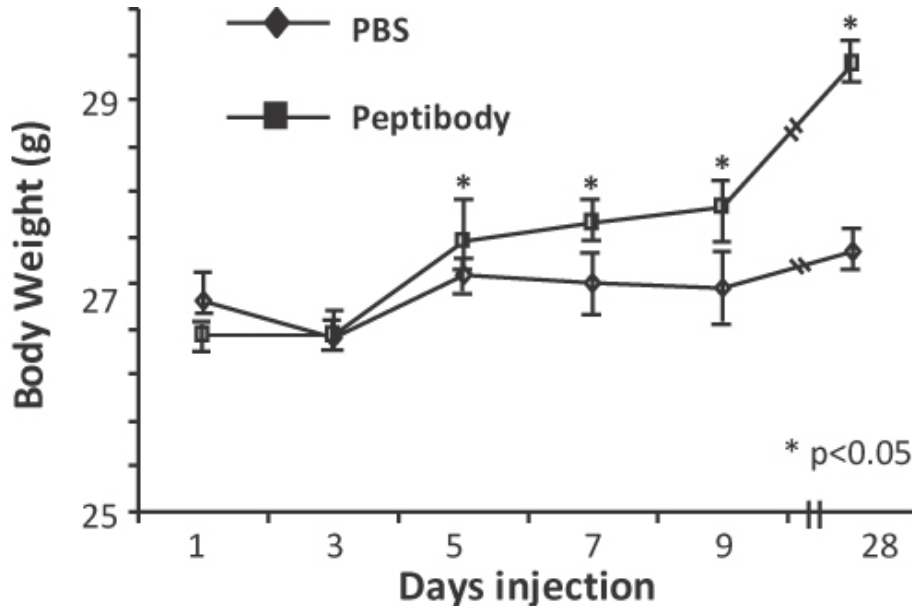 PBS
Peptibody
Body Weight (g)
29
27
25
*
*
*
*
* p<0.05
1 3 5 7 9 28
Days injection